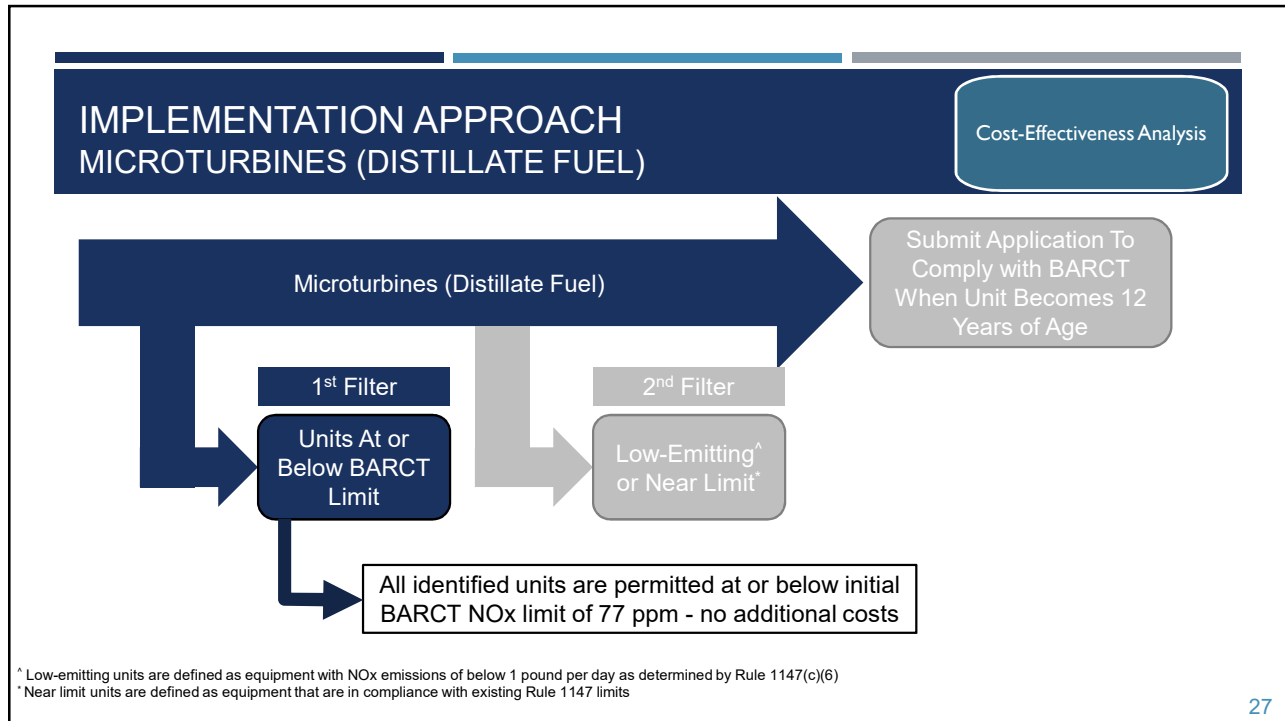 IMPLEMENTATION APPROACH
MICROTURBINES (DISTILLATE FUEL)
Cost-Effectiveness Analysis
Microturbines (Distillate Fuel)
Submit Application To
Comply with BARCT
When Unit Becomes 12
Years of Age
1st Filter
Units At or
Below BARCT
Limit
2nd Filter
Low-Emitting^
or Near Limit*
All identified units are permitted at or below initial
BARCT NOx limit of 77 ppm - no additional costs
^ Low-emitting units are defined as equipment with NOx emissions of below 1 pound per day as determined by Rule 1147(c)(6)
* Near limit units are defined as equipment that are in compliance with existing Rule 1147 limits
27